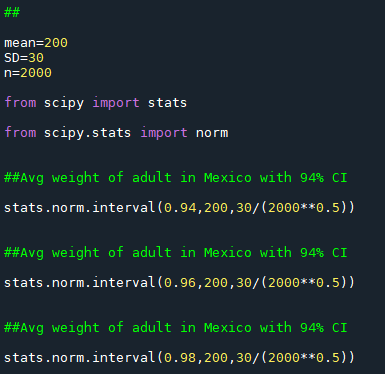 ##
mean=200
SD=30
n=2000
from scipy import stats
from scipy.stats import norm
##Avg weight of adult in Mexico with 94% CI
stats.norm.interval(0.94,200,30/(2000**0.5))
##Avg weight of adult in Mexico with 94% CI
stats.norm.interval(0.96,200,30/(2000**0.5))
##Avg weight of adult in Mexico with 94% CI
stats.norm.interval(0.98,200,30/(2000**0.5))